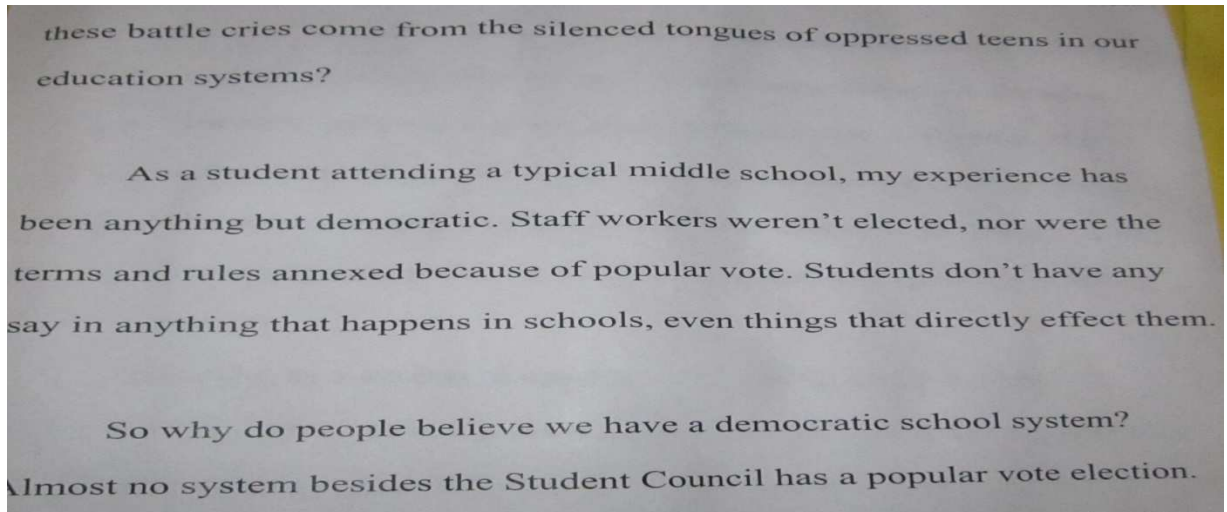 these battle cries come from the silenced tongues of oppressed teens in our
education systems?
As a student attending a typical middle school, my experience has
been anything but democratic. Staff workers weren't elected, nor were the
terms and rules annexed because of popular vote. Students don't have any
say in anything that happens in schools, even things that directly effect them.
So why do people believe we have a democratic school system?
Almost no system besides the Student Council has a popular vote election.